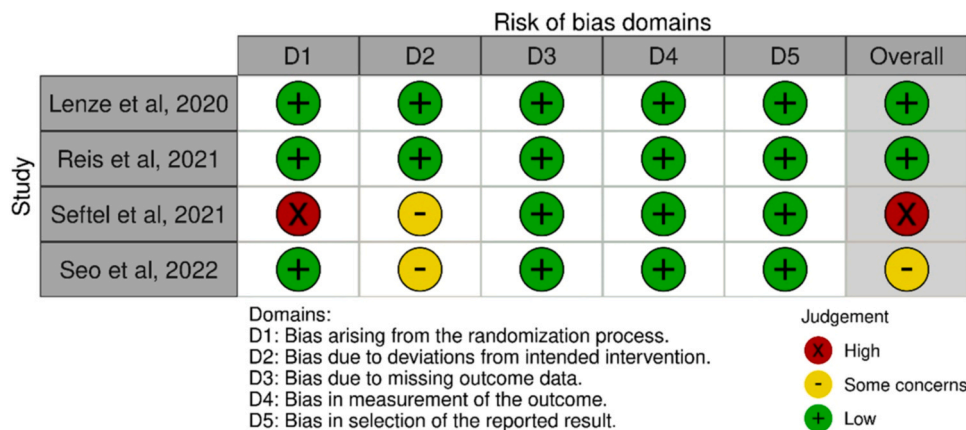 Risk of bias domains
D1 D2 D3 D4 D5 Overall
Study
Lenze et al, 2020 + + + + + +
Reis et al, 2021 + + + + + +
Seftel et al, 2021 X - + + + X
Seo et al, 2022 + - + + + -
Domains:
D1: Bias arising from the randomization process.
D2: Bias due to deviations from intended intervention.
D3: Bias due to missing outcome data.
D4: Bias in measurement of the outcome.
D5: Bias in selection of the reported result.
Judgement
X High
- Some concerns
+ Low